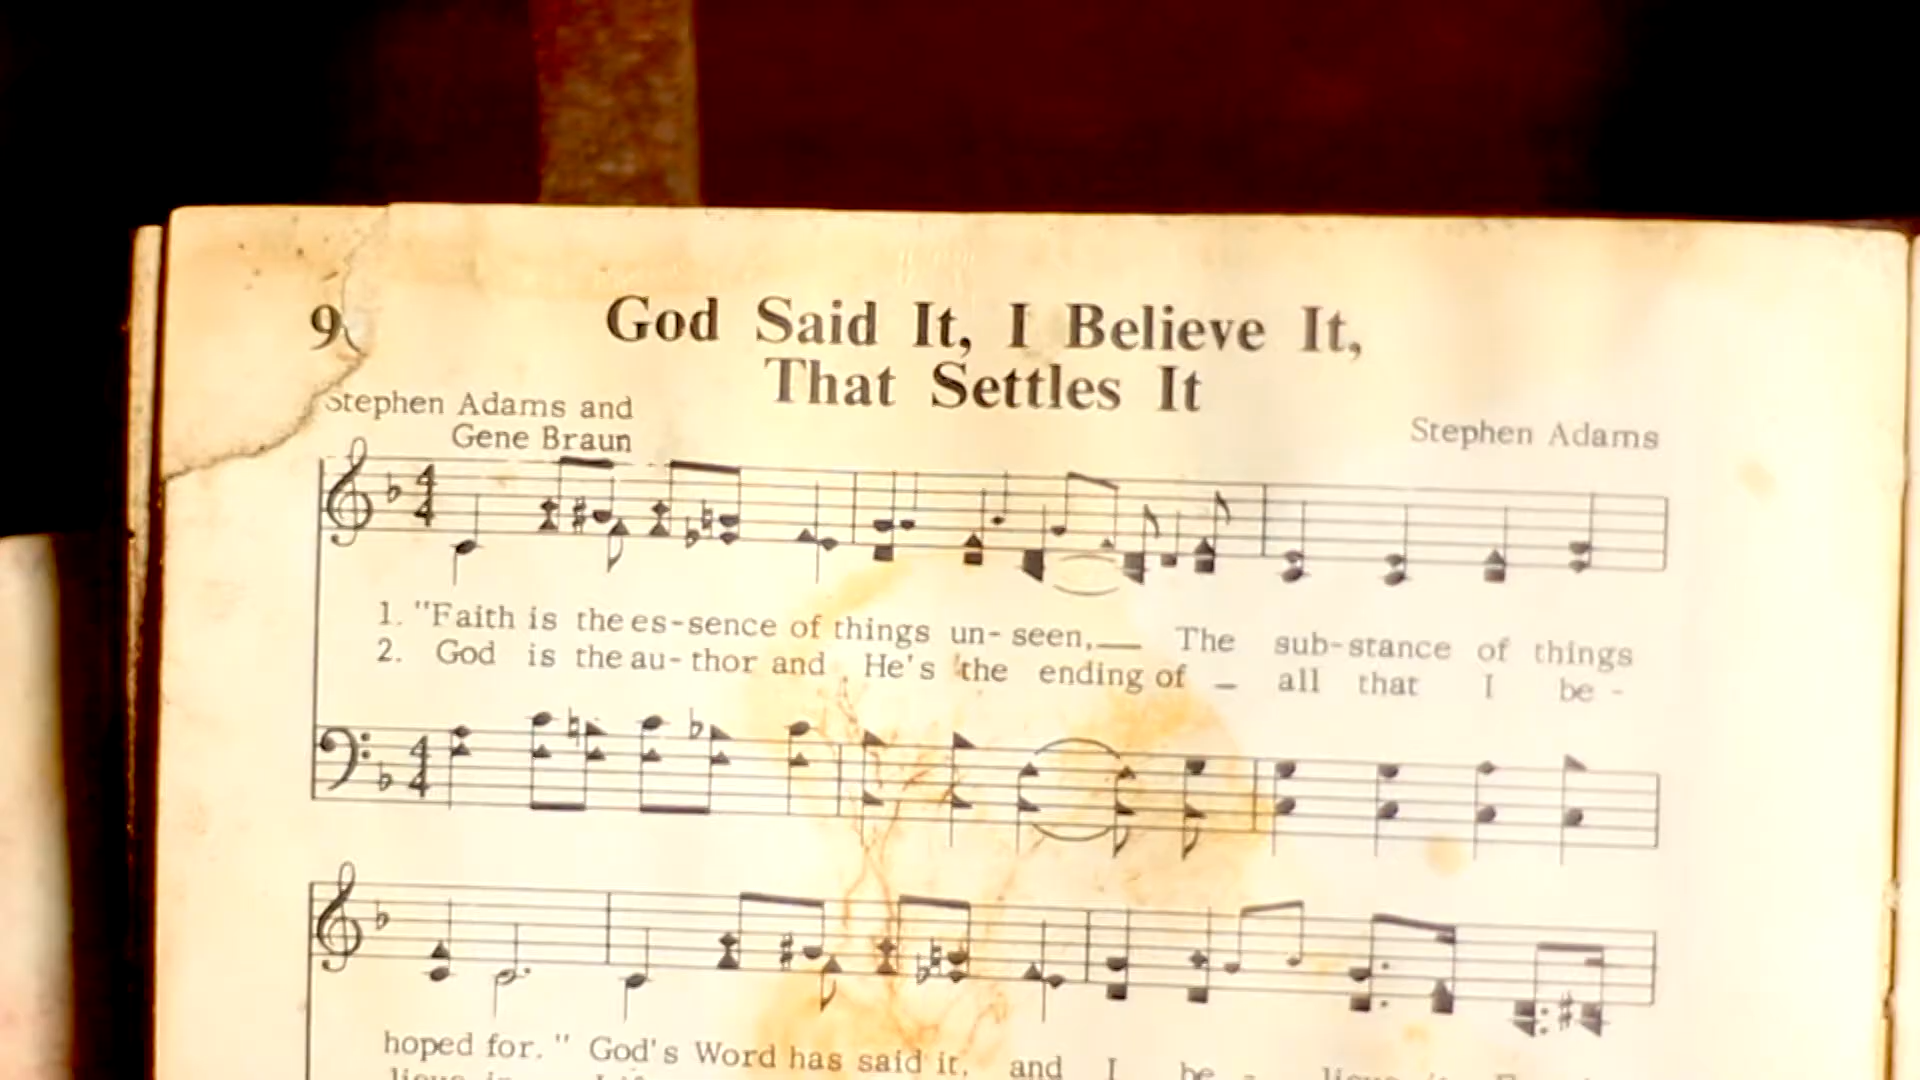 9
God Said It, I Believe It,
That Settles It
Stephen Adams and
Gene Braun
Stephen Adams
1. "Faith is the es-sence of things un-seen,— The sub-stance of things
2. God is the au-thor and He's the ending of — all that I be-
hoped for." God's Word has said it, and I be-